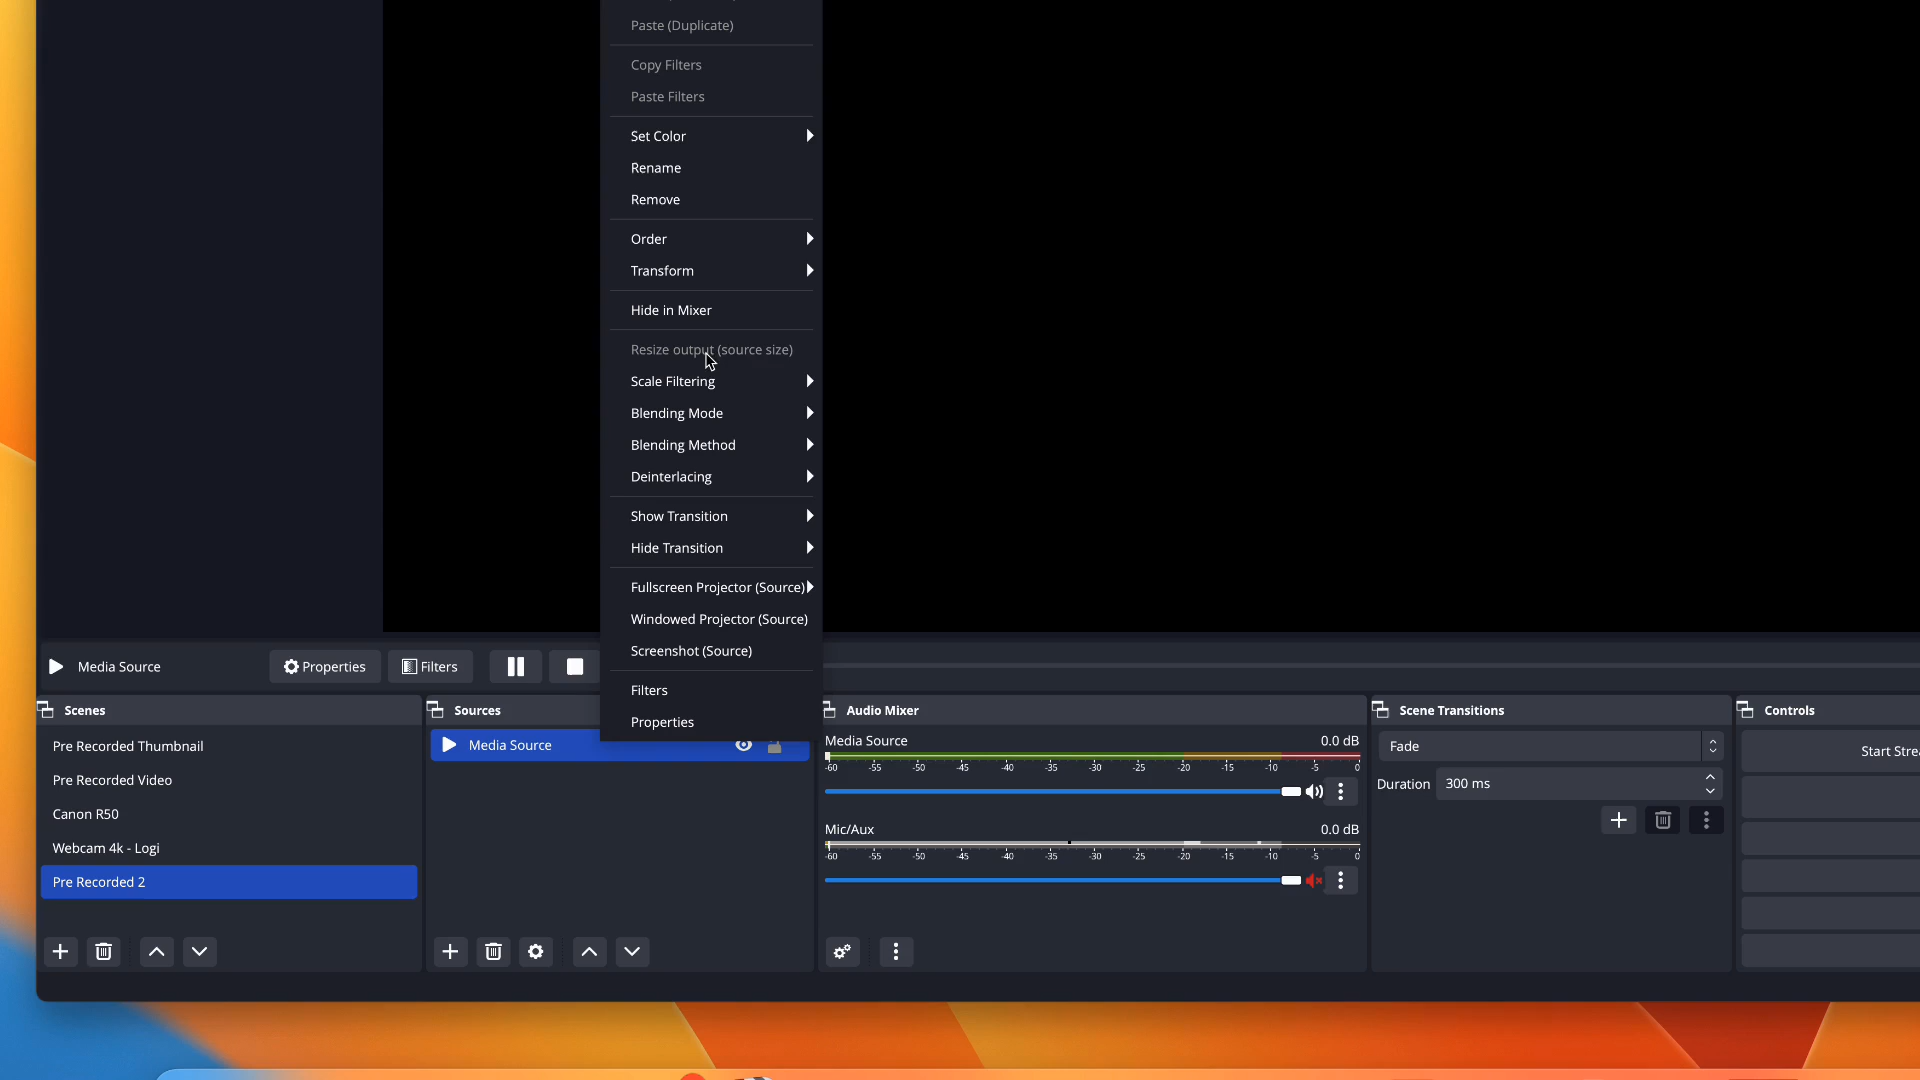 Paste (Duplicate)
Copy Filters
Paste Filters
Set Color
Rename
Remove
Order
Transform
Hide in Mixer
Resize output (source size)
Scale Filtering
Blending Mode
Blending Method
Deinterlacing
Show Transition
Hide Transition
Fullscreen Projector (Source)
Windowed Projector (Source)
Screenshot (Source)
Filters
Properties
Media Source
Properties
Filters
Scenes
Pre Recorded Thumbnail
Pre Recorded Video
Canon R50
Webcam 4k - Logi
Pre Recorded 2
Sources
Media Source
Audio Mixer
Media Source 0.0 dB
-60 -55 -50 -45 -40 -35 -30 -25 -20 -15 -10 -5 0
Mic/Aux 0.0 dB
-60 -55 -50 -45 -40 -35 -30 -25 -20 -15 -10 -5 0
Scene Transitions
Fade
Duration 300 ms
Controls
Start Strea